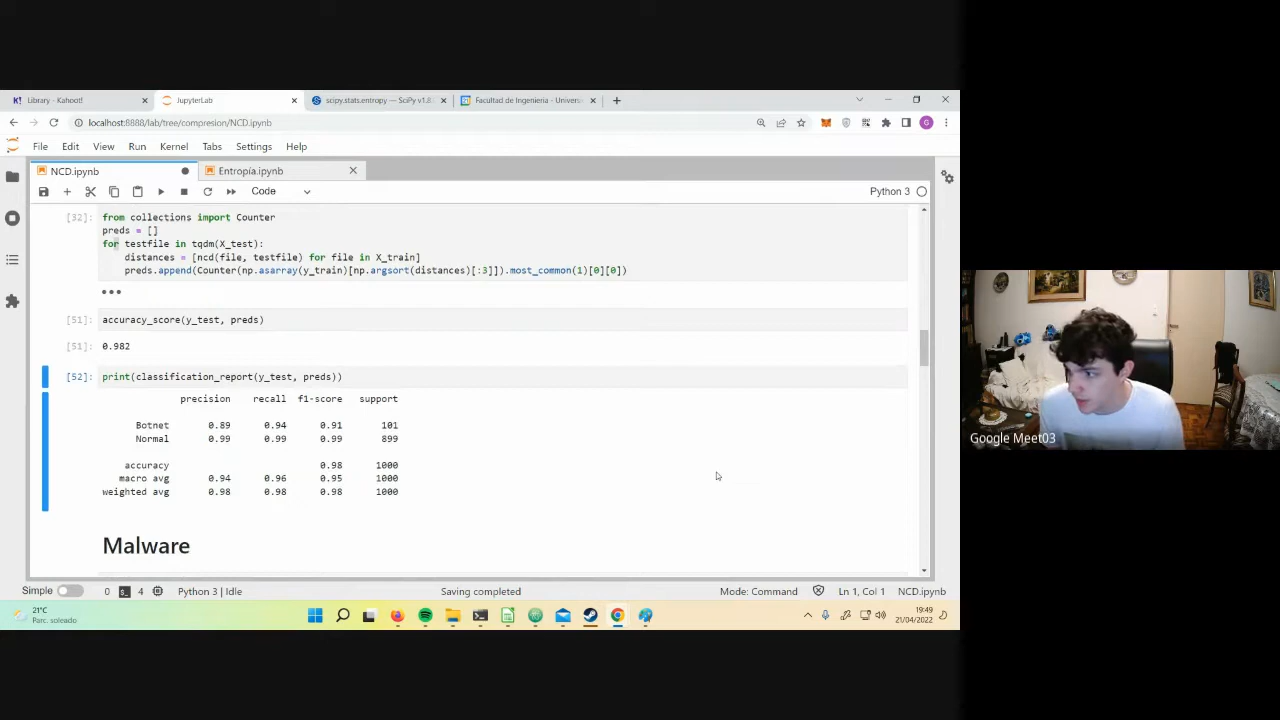 Library - Kahoot!
JupyterLab
scipy.stats.entropy — SciPy v1.8.
Facultad de Ingeniería - Univers
localhost:8888/lab/tree/compresion/NCD.ipynb
File Edit View Run Kernel Tabs Settings Help
NCD.ipynb
Entropía.ipynb
Code
Python 3
[32]:
from collections import Counter
preds = []
for testfile in tqdm(X_test):
distances = [ncd(file, testfile) for file in X_train]
preds.append(Counter(np.asarray(y_train)[np.argsort(distances)[:3]]).most_common(1)[0][0])
[51]: accuracy_score(y_test, preds)
[51]: 0.982
[52]: print(classification_report(y_test, preds))
precision recall f1-score support
Botnet 0.89 0.94 0.91 101
Normal 0.99 0.99 0.99 899
accuracy 0.98 1000
macro avg 0.94 0.96 0.95 1000
weighted avg 0.98 0.98 0.98 1000
Malware
Simple 0 4 Python 3 | Idle Saving completed Mode: Command Ln 1, Col 1 NCD.ipynb
21°C
Parc. soleado
19:49
21/04/2022
Google Meet03